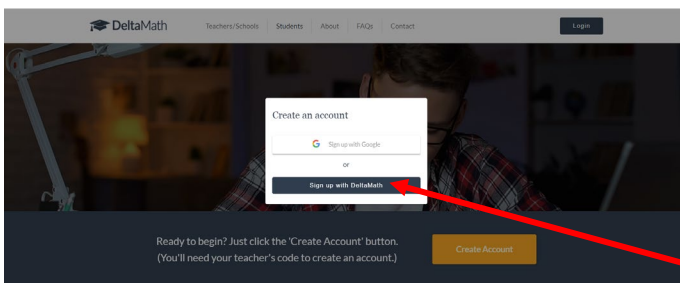 DeltaMath
Teachers/Schools Students About FAQs Contact
Login
Create an account
Sign up with Google
or
Sign up with DeltaMath
Ready to begin? Just click the 'Create Account' button.
(You'll need your teacher's code to create an account.)
Create Account